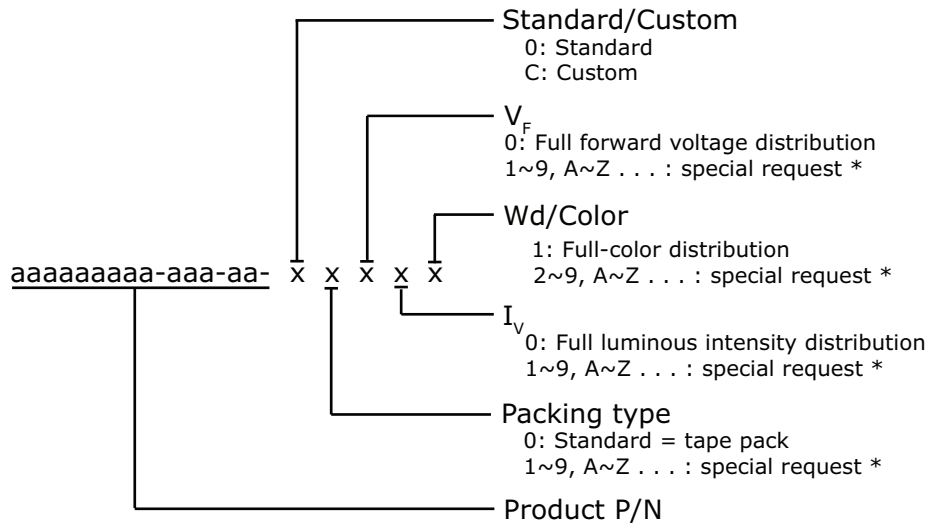 Standard/Custom
0: Standard
C: Custom
VF
0: Full forward voltage distribution
1~9, A~Z . . . : special request *
Wd/Color
1: Full-color distribution
2~9, A~Z . . . : special request *
aaaaaaaaa-aaa-aa- x x x x x
IV
0: Full luminous intensity distribution
1~9, A~Z . . . : special request *
Packing type
0: Standard = tape pack
1~9, A~Z . . . : special request *
Product P/N